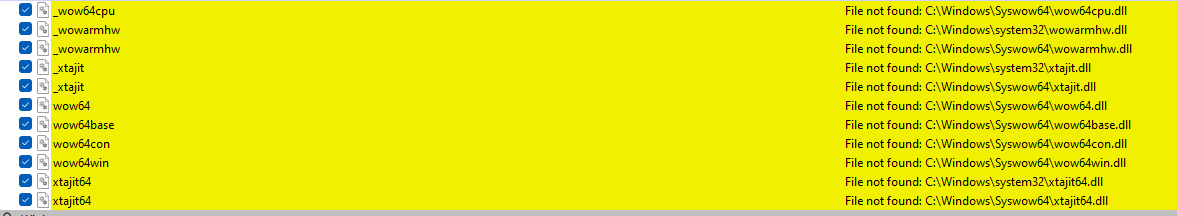 _wow64cpu File not found: C:\Windows\Syswow64\wow64cpu.dll
_wowarmhw File not found: C:\Windows\system32\wowarmhw.dll
_wowarmhw File not found: C:\Windows\Syswow64\wowarmhw.dll
_xtajit File not found: C:\Windows\system32\xtajit.dll
_xtajit File not found: C:\Windows\Syswow64\xtajit.dll
wow64 File not found: C:\Windows\Syswow64\wow64.dll
wow64base File not found: C:\Windows\Syswow64\wow64base.dll
wow64con File not found: C:\Windows\Syswow64\wow64con.dll
wow64win File not found: C:\Windows\Syswow64\wow64win.dll
xtajit64 File not found: C:\Windows\system32\xtajit64.dll
xtajit64 File not found: C:\Windows\Syswow64\xtajit64.dll